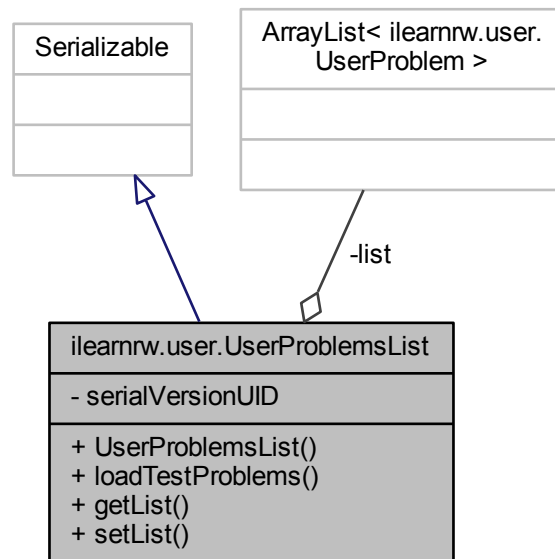 Serializable
ArrayList< ilearnrw.user.
UserProblem >
-list
ilearnrw.user.UserProblemsList
- serialVersionUID
+ UserProblemsList()
+ loadTestProblems()
+ getList()
+ setList()